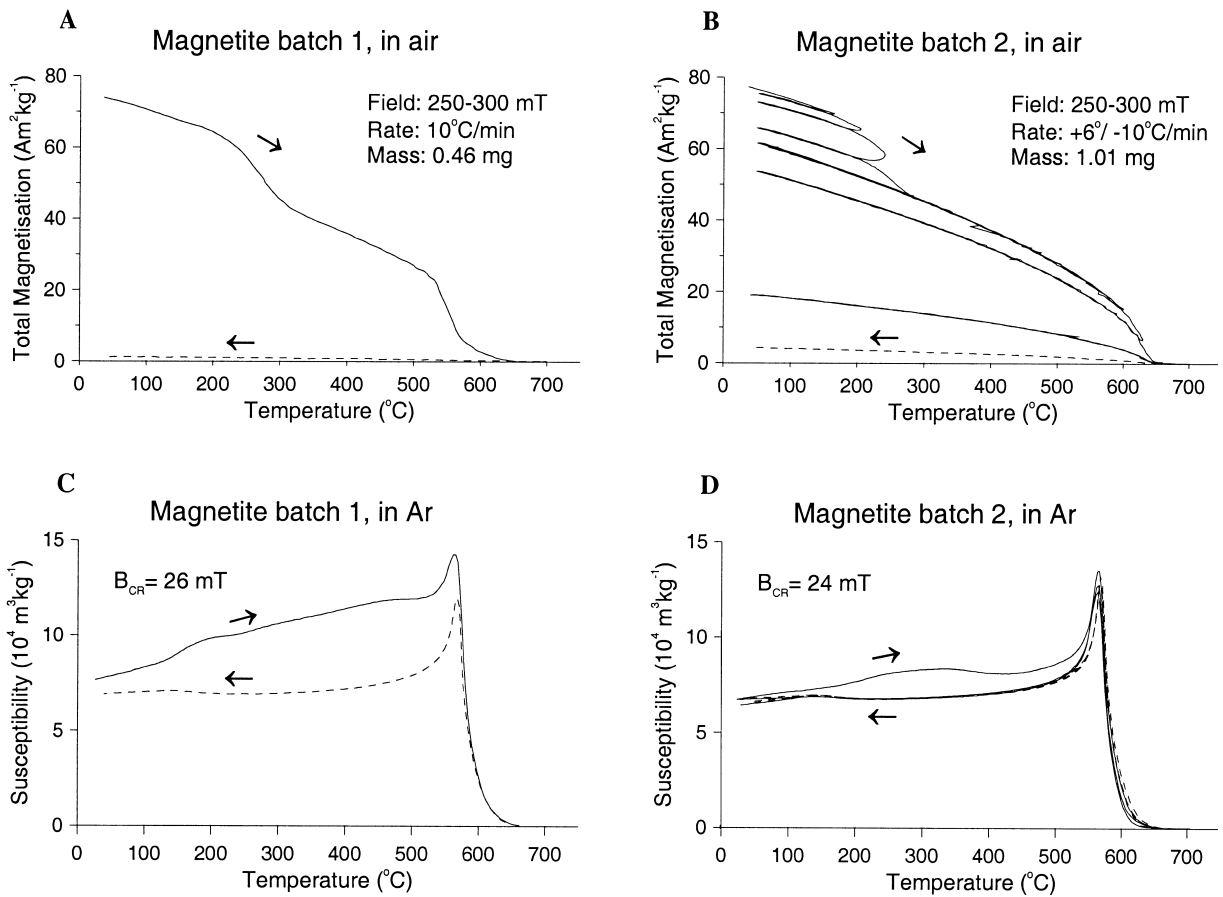 A
Magnetite batch 1, in air
Total Magnetisation (Am²kg⁻¹)
80
60
40
20
0
Field: 250-300 mT
Rate: 10°C/min
Mass: 0.46 mg
0 100 200 300 400 500 600 700
Temperature (°C)
B
Magnetite batch 2, in air
Total Magnetisation (Am²kg⁻¹)
80
60
40
20
0
Field: 250-300 mT
Rate: +6°/ -10°C/min
Mass: 1.01 mg
0 100 200 300 400 500 600 700
Temperature (°C)
C
Magnetite batch 1, in Ar
Susceptibility (10⁴ m³kg⁻¹)
15
10
5
0
B_CR= 26 mT
0 100 200 300 400 500 600 700
Temperature (°C)
D
Magnetite batch 2, in Ar
Susceptibility (10⁴ m³kg⁻¹)
15
10
5
0
B_CR= 24 mT
0 100 200 300 400 500 600 700
Temperature (°C)